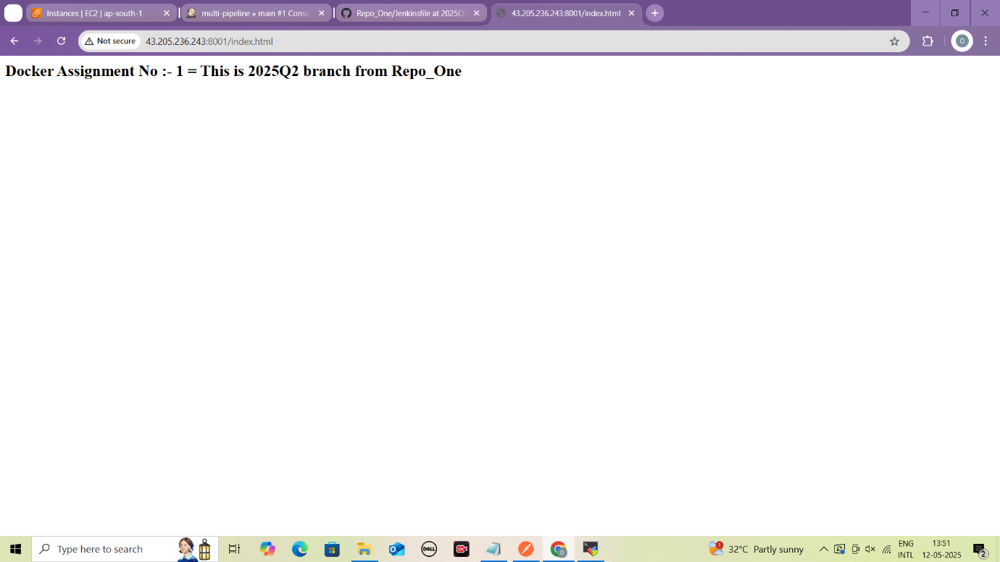 Instances | EC2 | ap-south-1
multi-pipeline » main #1 Conso
Repo_One/Jenkinsfile at 2025Q
43.205.236.243:8001/index.html
Not secure
43.205.236.243:8001/index.html
O
Docker Assignment No :- 1 = This is 2025Q2 branch from Repo_One
Type here to search
DELL
O
1
32°C Partly sunny
ENG
INTL
13:51
12-05-2025
2